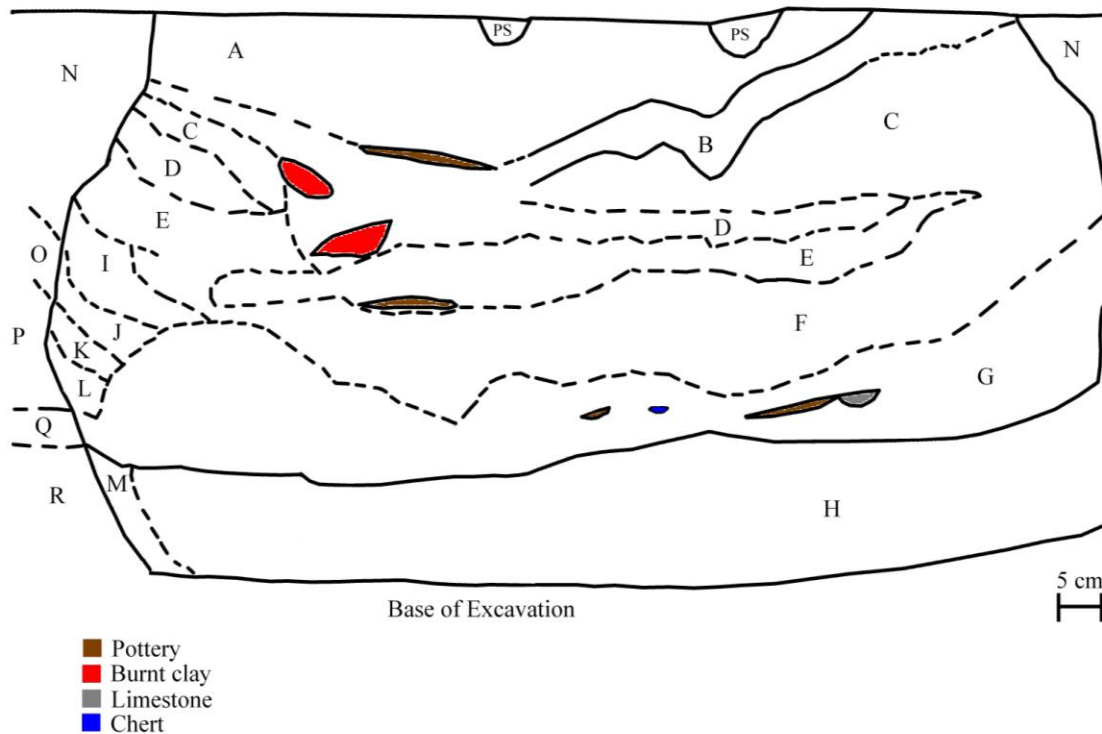 PS
PS
N
A
N
C
B
C
D
E
D
E
O
I
F
P
J
K
L
G
Q
R
M
H
5 cm
Base of Excavation
Pottery
Burnt clay
Limestone
Chert